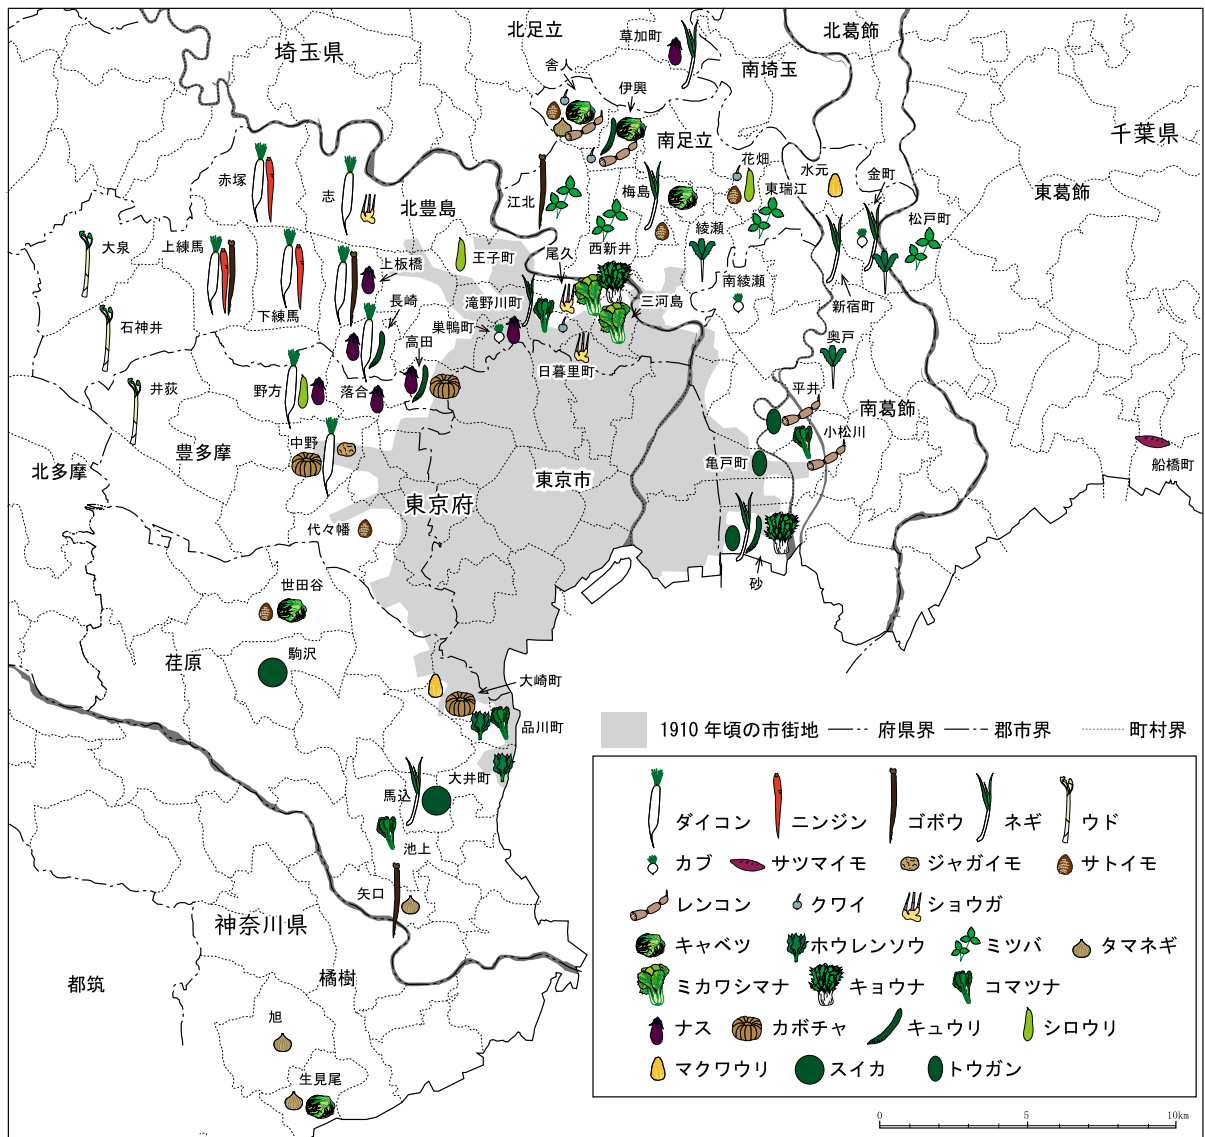 埼玉県
北足立
草加町
北葛飾
南埼玉
舎人
伊興
千葉県
南足立
花畑
水元
金町
赤塚
志
江北
梅島
東瑞江
東葛飾
北豊島
松戸町
大泉
上練馬
上板橋
王子町
尾久
西新井
綾瀬
南綾瀬
下練馬
長崎
滝野川町
三河島
新宿町
石神井
巣鴨町
高田
日暮里町
奥戸
井荻
野方
落合
平井
南葛飾
豊多摩
中野
小松川
北多摩
亀戸町
船橋町
東京市
東京府
代々幡
砂
世田谷
駒沢
荏原
大崎町
品川町
1910年頃の市街地
府県界
郡市界
町村界
大井町
馬込
池上
矢口
神奈川県
都筑
橘樹
旭
生見尾
ダイコン ニンジン ゴボウ ネギ ウド
カブ サツマイモ ジャガイモ サトイモ
レンコン クワイ ショウガ
キャベツ ホウレンソウ ミツバ タマネギ
ミカワシマナ キョウナ コマツナ
ナス カボチャ キュウリ シロウリ
マクワウリ スイカ トウガン
0 5 10km